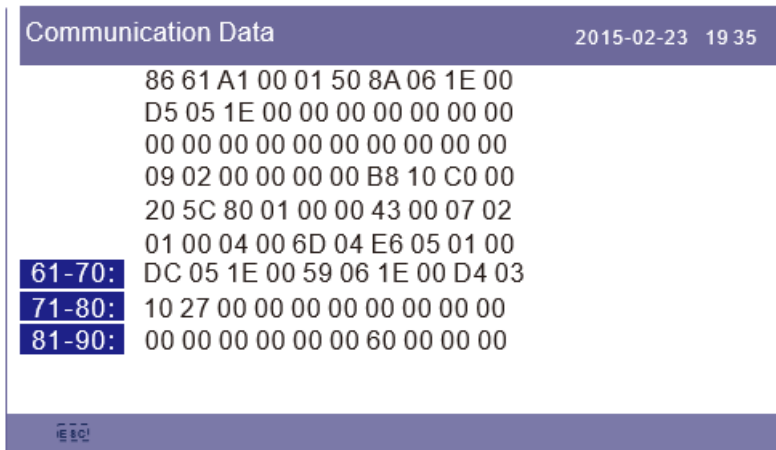 Communication Data 2015-02-23 19 35
86 61 A1 00 01 50 8A 06 1E 00
D5 05 1E 00 00 00 00 00 00 00
00 00 00 00 00 00 00 00 00 00
09 02 00 00 00 00 B8 10 C0 00
20 5C 80 01 00 00 43 00 07 02
01 00 04 00 6D 04 E6 05 01 00
61-70: DC 05 1E 00 59 06 1E 00 D4 03
71-80: 10 27 00 00 00 00 00 00 00 00
81-90: 00 00 00 00 00 00 60 00 00 00
ESC